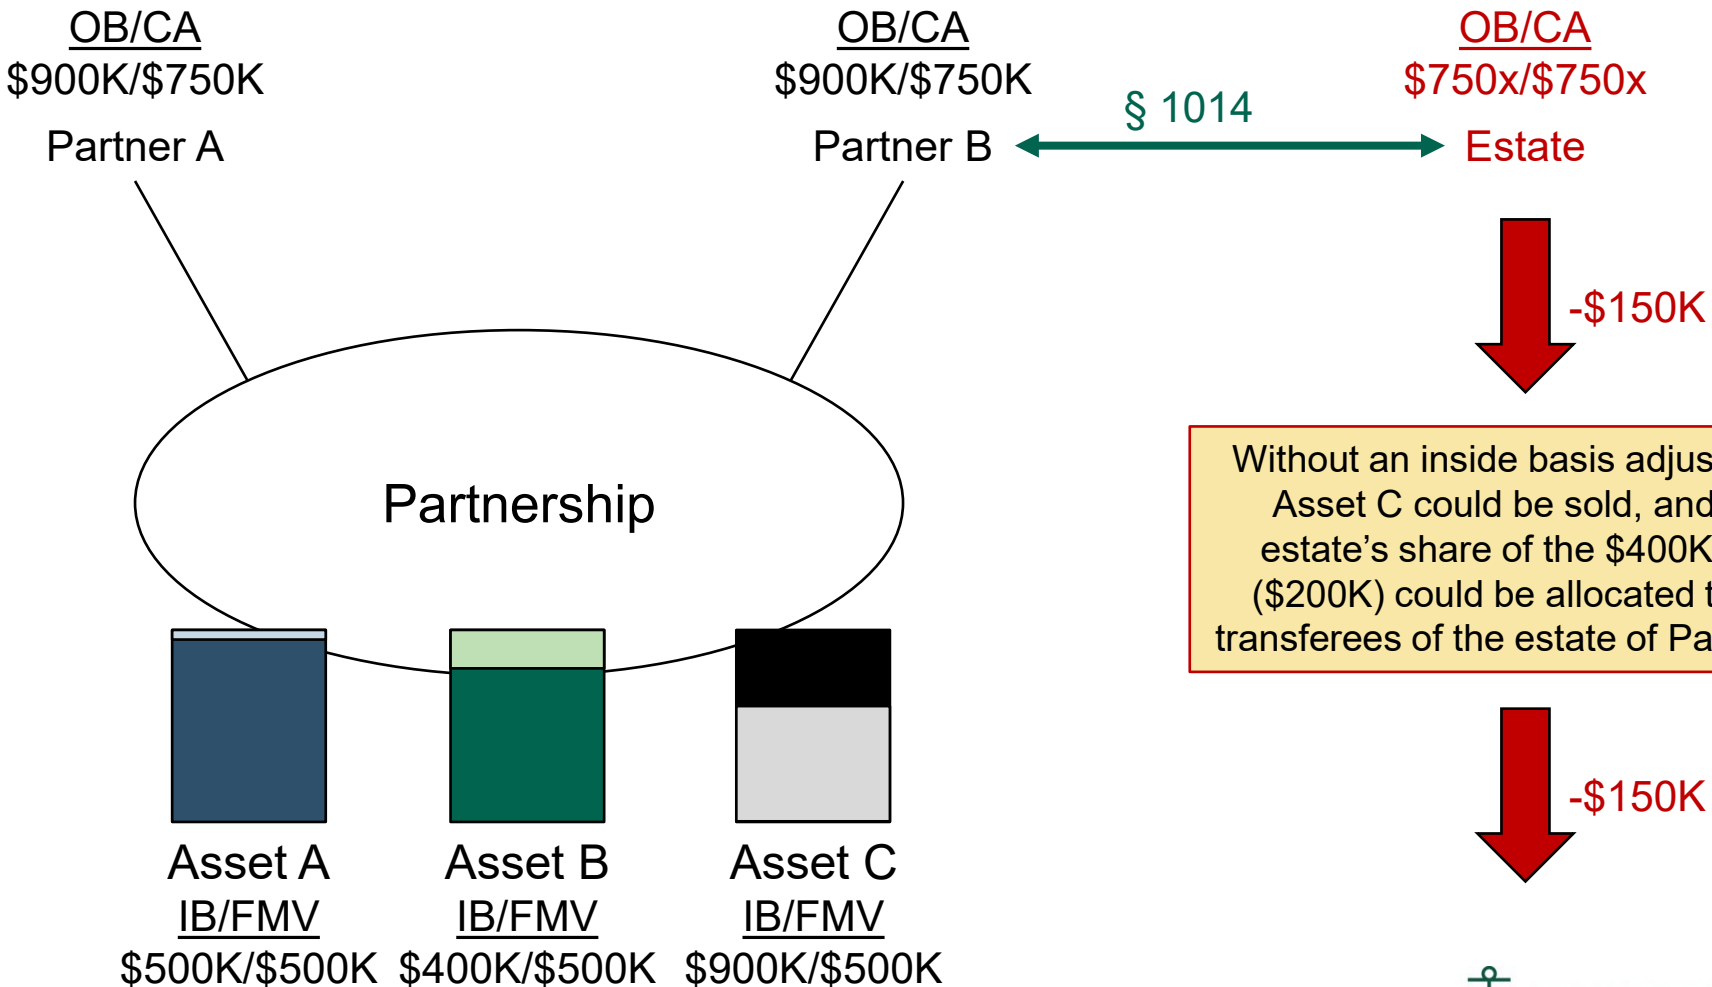 OB/CA
$900K/$750K
Partner A
OB/CA
$900K/$750K
Partner B
§ 1014
OB/CA
$750x/$750x
Estate
-$150K
Partnership
Without an inside basis adjus
Asset C could be sold, and
estate's share of the $400K
($200K) could be allocated t
transferees of the estate of Pa
-$150K
Asset A
IB/FMV
$500K/$500K
Asset B
IB/FMV
$400K/$500K
Asset C
IB/FMV
$900K/$500K